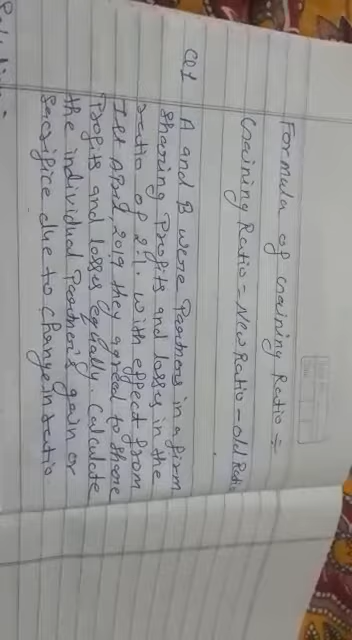 Formula of Gaining Ratio :-
Gaining Ratio = New Ratio - Old Ratio
Q1 A and B were Partners in a firm
sharing Profits and losses in the
ratio of 2:1. With effect from
1st April, 2019 they agreed to share
Profits and losses equally. Calculate
the individual Partner's gain or
sacrifice due to change in ratio